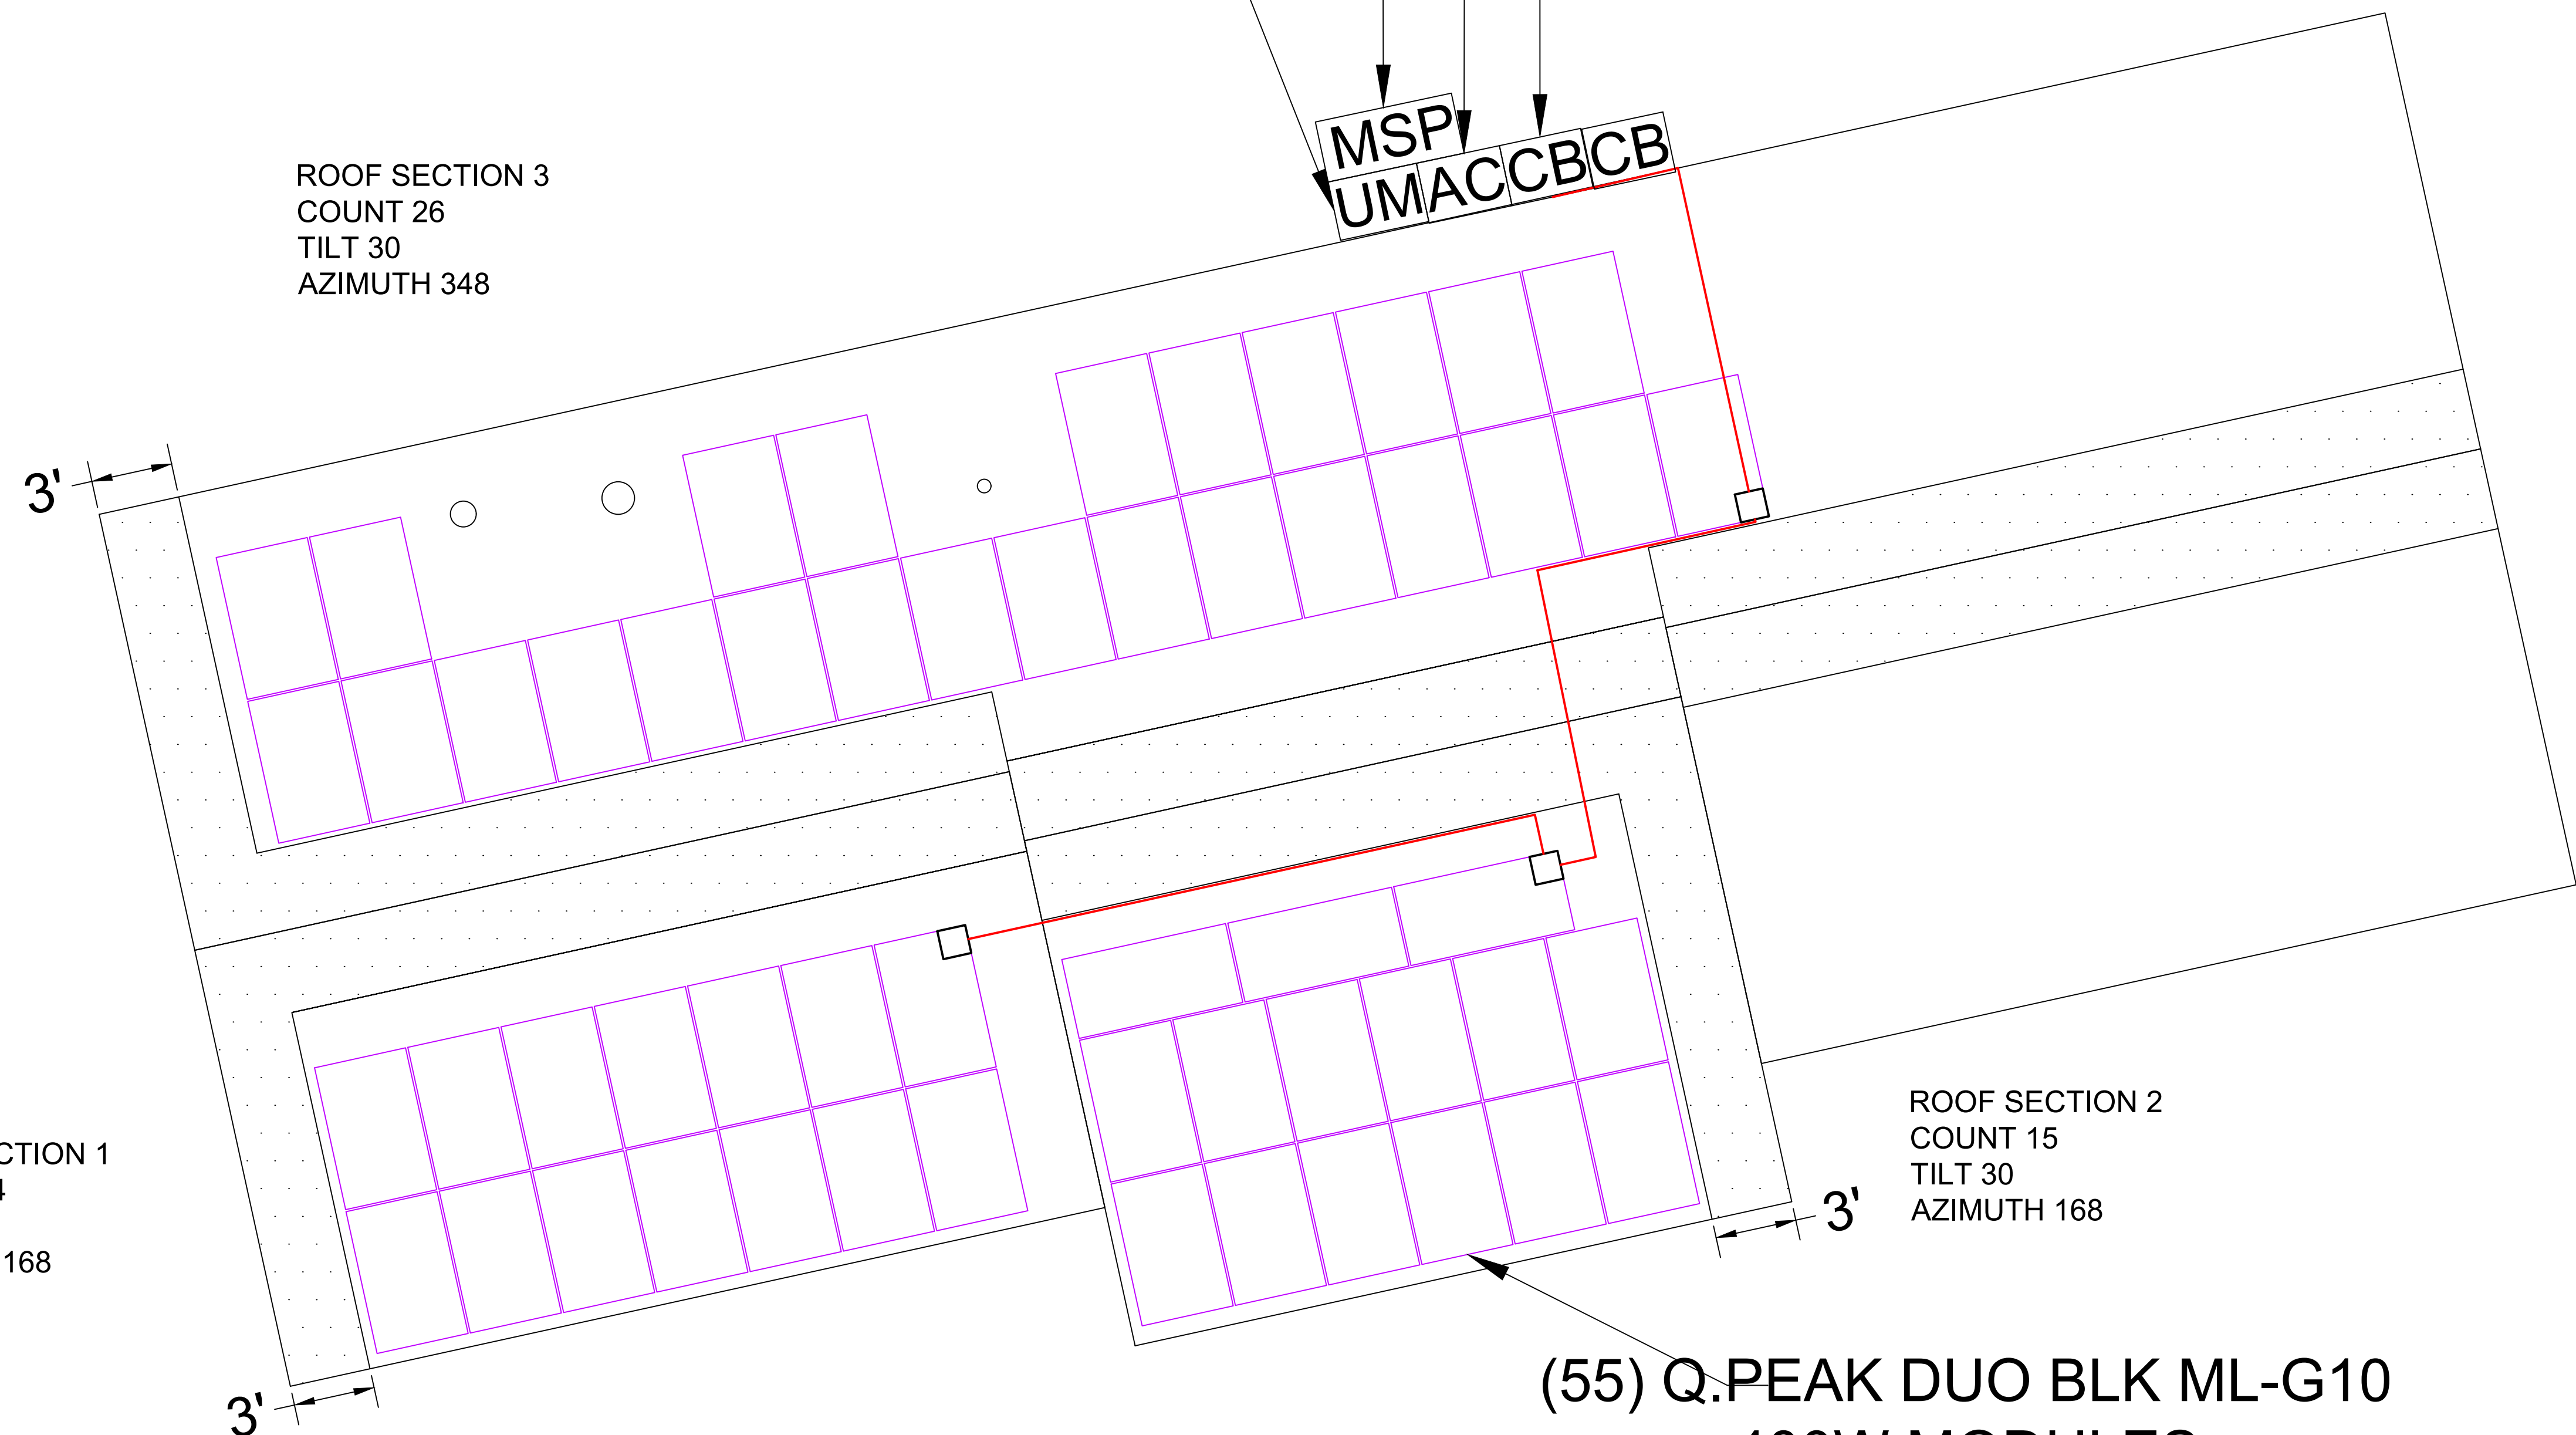 MSP
UM AC CB CB
ROOF SECTION 3
COUNT 26
TILT 30
AZIMUTH 348
3'
CTION 1
4
168
ROOF SECTION 2
COUNT 15
TILT 30
AZIMUTH 168
3'
3'
(55) Q.PEAK DUO BLK ML-G10